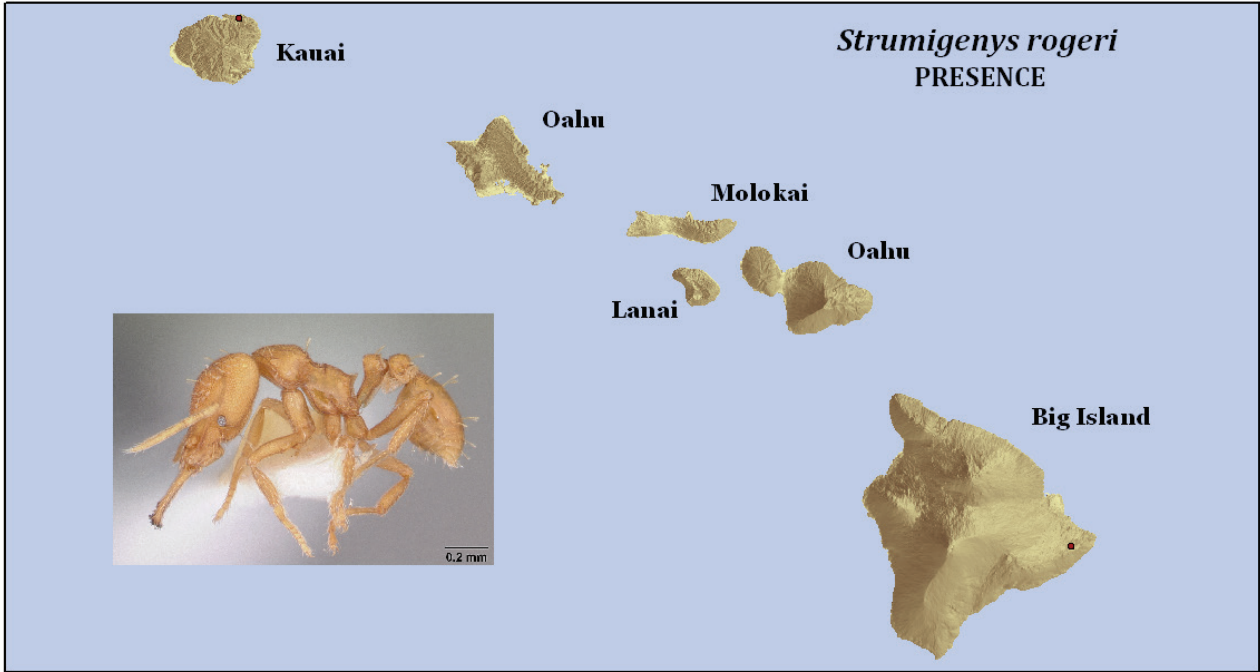 Strumigenys rogeri
PRESENCE
Kauai
Oahu
Molokai
Oahu
Lanai
Big Island
0.2 mm